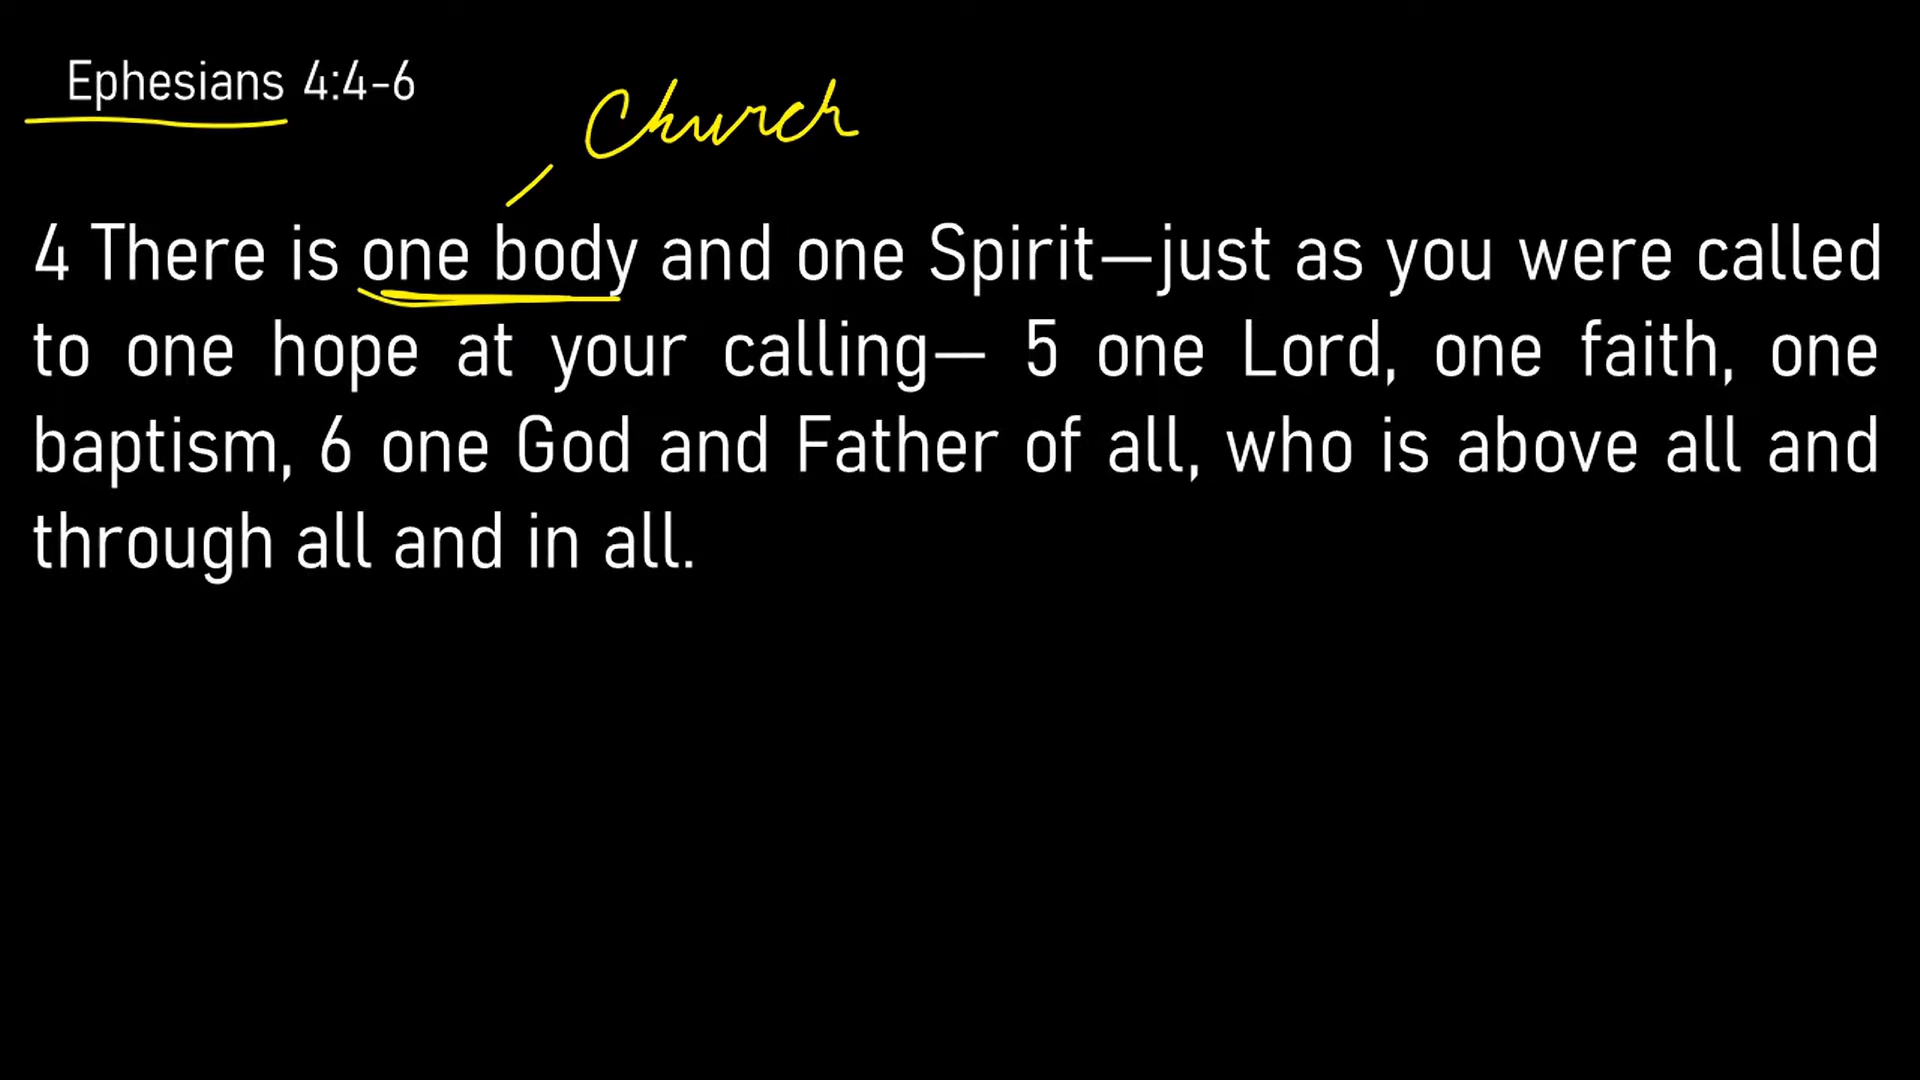 Ephesians 4:4-6
Church
4 There is one body and one Spirit—just as you were called
to one hope at your calling— 5 one Lord, one faith, one
baptism, 6 one God and Father of all, who is above all and
through all and in all.